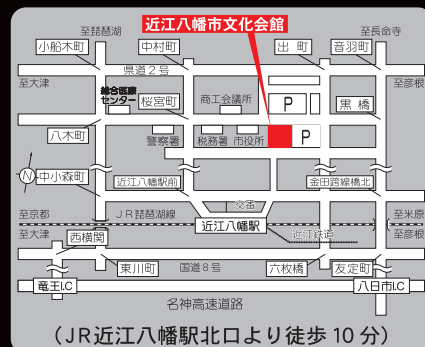 至琵琶湖
近江八幡市文化会館
至長命寺
小船木町
中村町
出町
音羽町
県道2号
至大津
至彦根
総合医療
センター
桜宮町
商工会議所
P
黒橋
八木町
警察署
税務署
市役所
P
N
中小森町
近江八幡駅前
金田跨線橋北
交番
至京都
JR琵琶湖線
近江八幡駅
至米原
至大津
近江鉄道
至彦根
西横関
東川町
国道8号
六枚橋
友定町
竜王I.C
八日市I.C
名神高速道路
(JR近江八幡駅北口より徒歩10分)